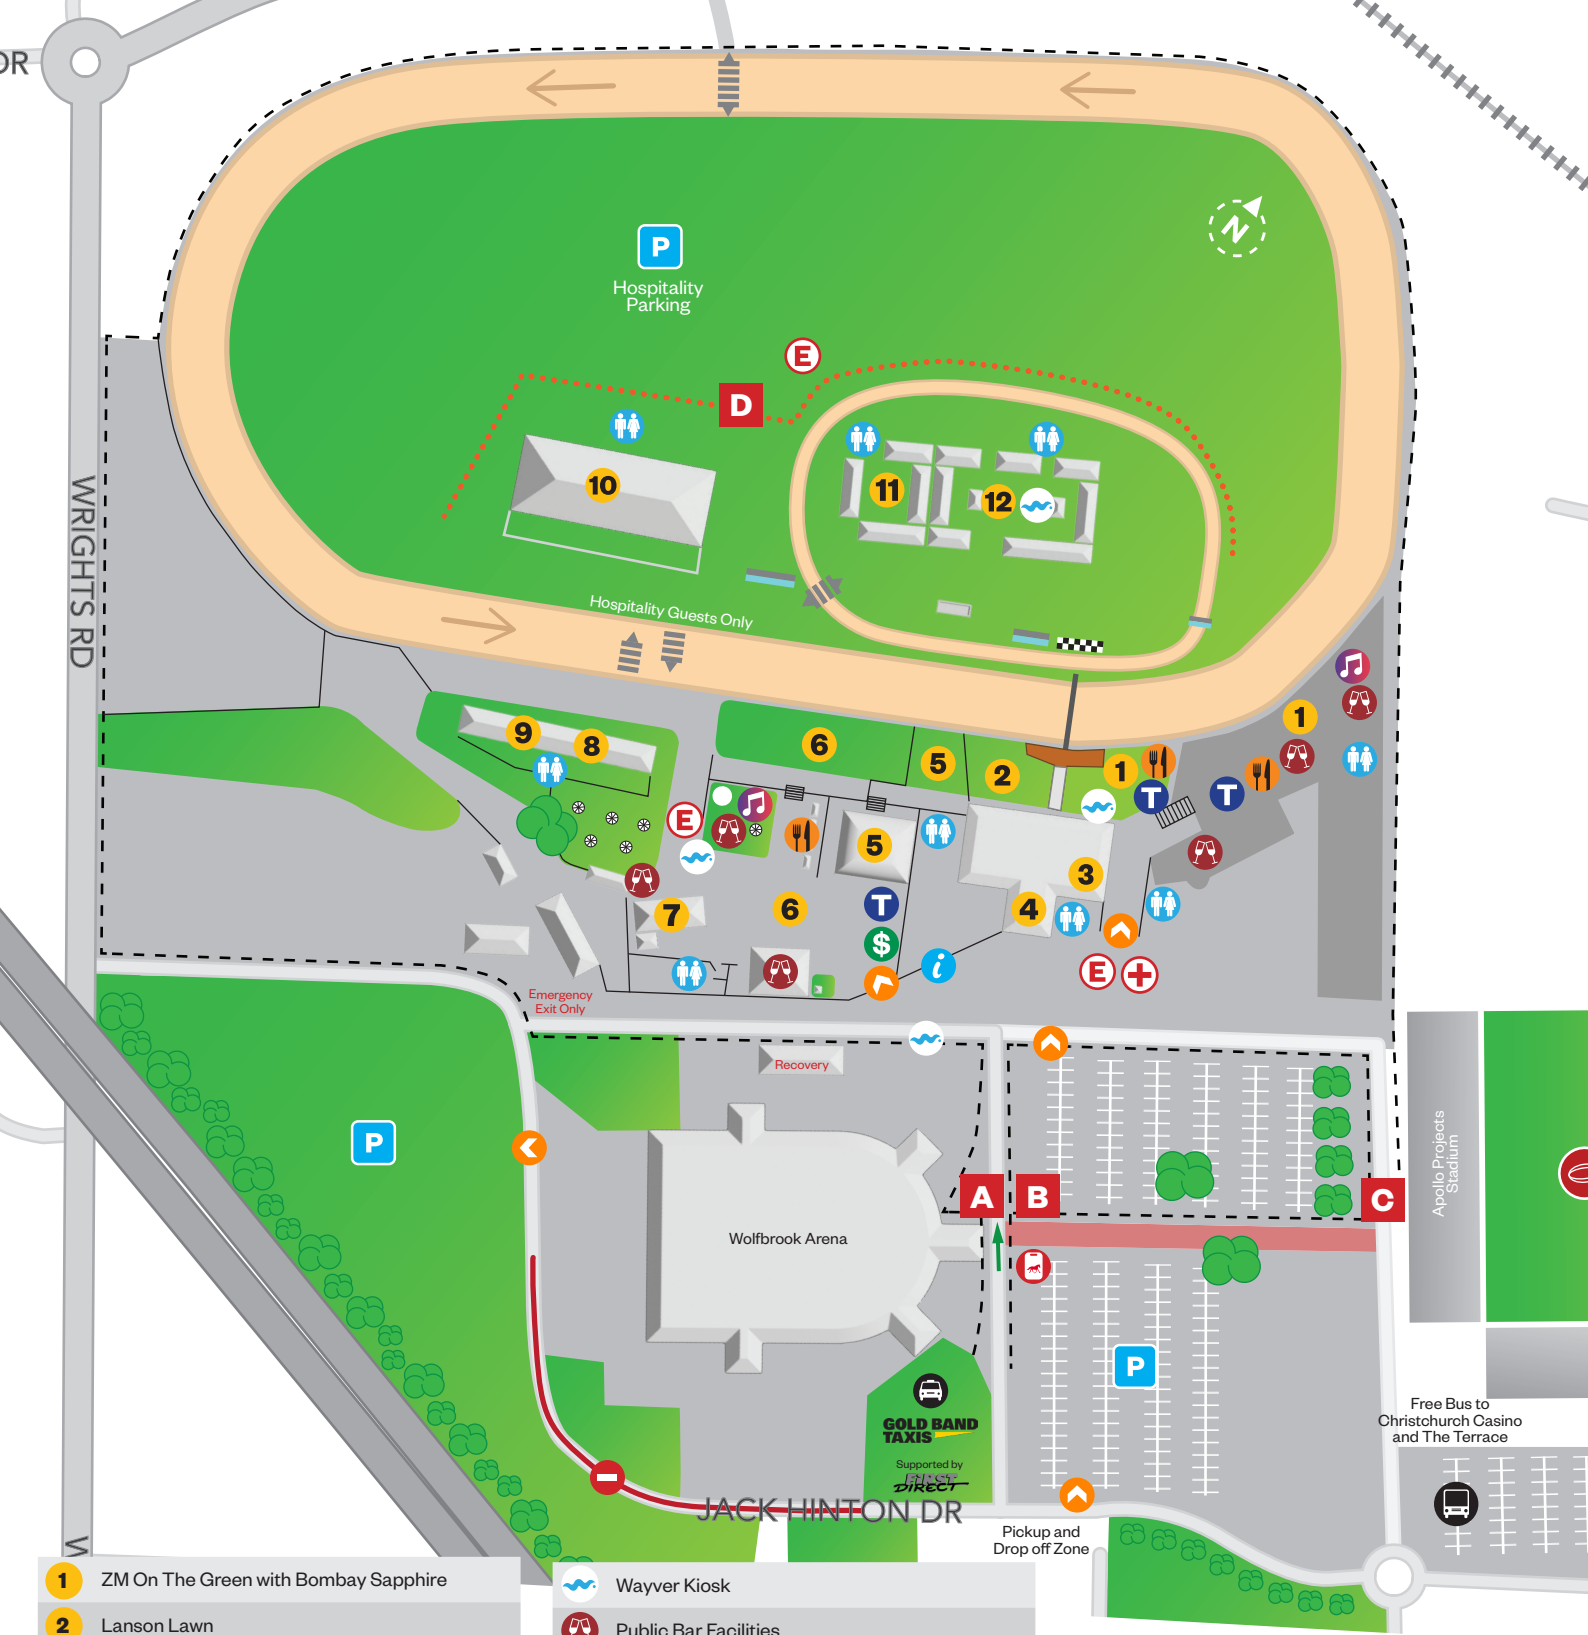 DR
N
P
Hospitality
Parking
E
D
10
11
12
WRIGHTS RD
Hospitality Guests Only
9
8
6
5
2
1
1
T
T
E
5
3
7
6
4
T
$
i
E
Emergency
Exit Only
Recovery
P
A
B
C
Wolfbrook Arena
Apollo Projects
Stadium
P
GOLD BAND
TAXIS
Supported by
FIRST
DIRECT
JACK HINTON DR
Free Bus to
Christchurch Casino
and The Terrace
Pickup and
Drop off Zone
W
1 ZM On The Green with Bombay Sapphire
2 Lanson Lawn
Wayver Kiosk
Public Bar Facilities